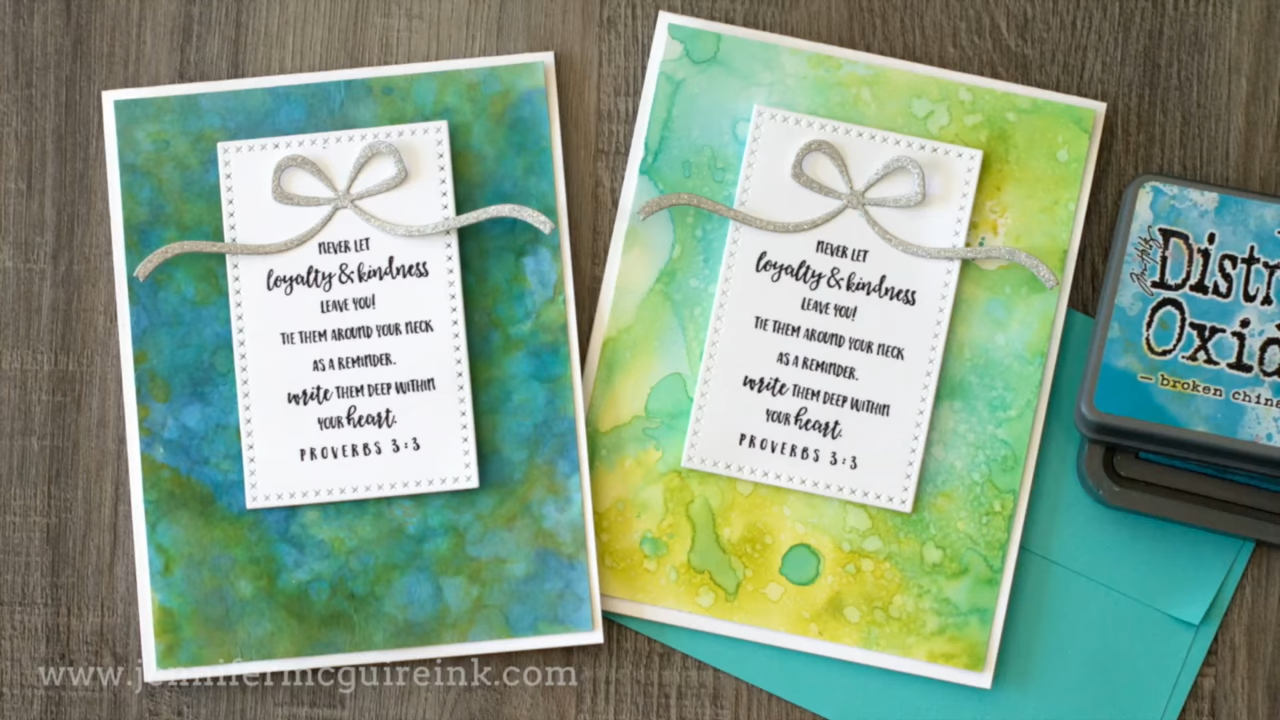 NEVER LET
loyalty & kindness
LEAVE YOU!
TIE THEM AROUND YOUR NECK
AS A REMINDER.
write THEM DEEP WITHIN
YOUR heart.
PROVERBS 3:3
NEVER LET
loyalty & kindness
LEAVE YOU!
TIE THEM AROUND YOUR NECK
AS A REMINDER.
write THEM DEEP WITHIN
YOUR heart.
PROVERBS 3:3
Distr
Oxid
— broken china
www.jennifermcguireink.com